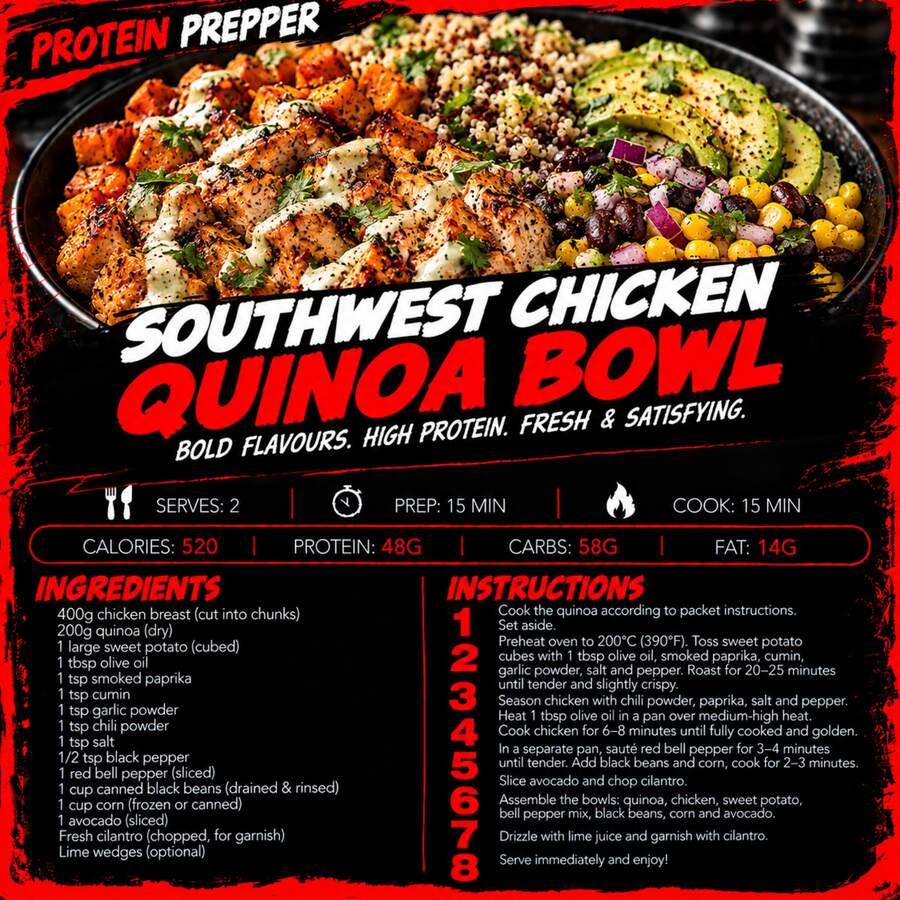 PROTEIN PREPPER
SOUTHWEST CHICKEN
QUINOA BOWL
BOLD FLAVOURS. HIGH PROTEIN. FRESH & SATISFYING.
SERVES: 2
PREP: 15 MIN
COOK: 15 MIN
CALORIES: 520
PROTEIN: 48G
CARBS: 58G
FAT: 14G
INGREDIENTS
400g chicken breast (cut into chunks)
200g quinoa (dry)
1 large sweet potato (cubed)
1 tbsp olive oil
1 tsp smoked paprika
1 tsp cumin
1 tsp garlic powder
1 tsp chili powder
1 tsp salt
1/2 tsp black pepper
1 red bell pepper (sliced)
1 cup canned black beans (drained & rinsed)
1 cup corn (frozen or canned)
1 avocado (sliced)
Fresh cilantro (chopped, for garnish)
Lime wedges (optional)
INSTRUCTIONS
1 Cook the quinoa according to packet instructions.
Set aside.
2 Preheat oven to 200°C (390°F). Toss sweet potato
cubes with 1 tbsp olive oil, smoked paprika, cumin,
garlic powder, salt and pepper. Roast for 20–25 minutes
until tender and slightly crispy.
3 Season chicken with chili powder, paprika, salt and pepper.
Heat 1 tbsp olive oil in a pan over medium-high heat.
4 Cook chicken for 6–8 minutes until fully cooked and golden.
In a separate pan, sauté red bell pepper for 3–4 minutes
5 until tender. Add black beans and corn, cook for 2–3 minutes.
Slice avocado and chop cilantro.
6 Assemble the bowls: quinoa, chicken, sweet potato,
bell pepper mix, black beans, corn and avocado.
7 Drizzle with lime juice and garnish with cilantro.
8 Serve immediately and enjoy!